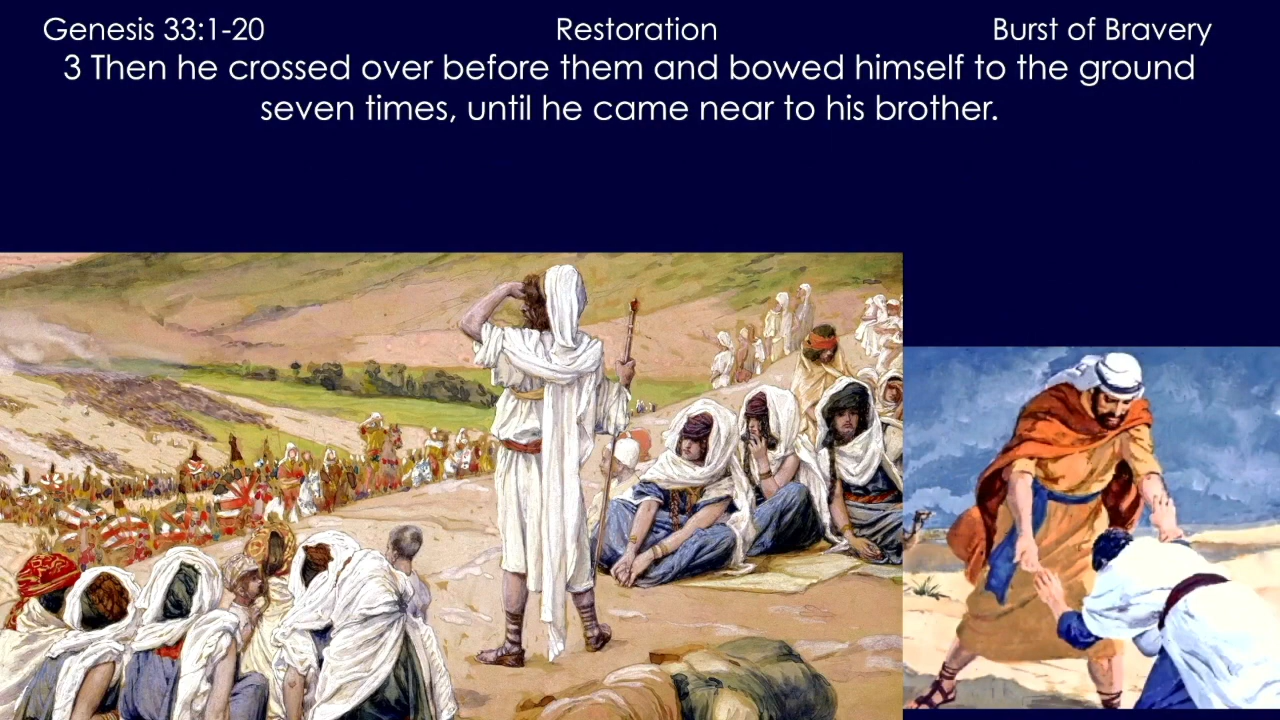 Genesis 33:1-20 Restoration Burst of Bravery
3 Then he crossed over before them and bowed himself to the ground
seven times, until he came near to his brother.